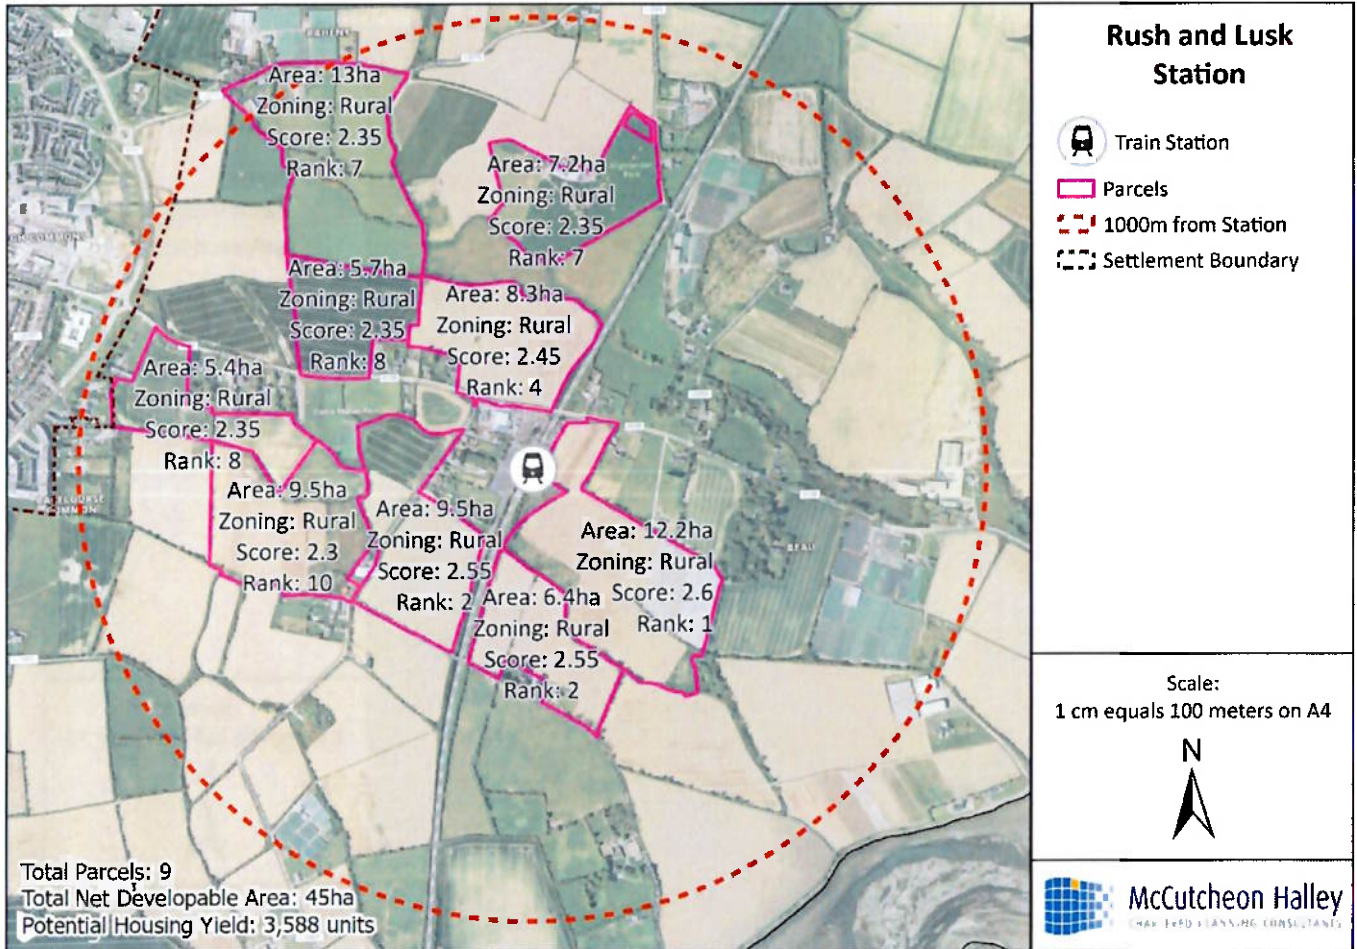 Rush and Lusk
Station
Train Station
Parcels
1000m from Station
Settlement Boundary
Area: 13ha
Zoning: Rural
Score: 2.35
Rank: 7
Area: 7.2ha
Zoning: Rural
Score: 2.35
Rank: 7
Area: 5.7ha
Zoning: Rural
Score: 2.35
Rank: 8
Area: 8.3ha
Zoning: Rural
Score: 2.45
Rank: 4
Area: 5.4ha
Zoning: Rural
Score: 2.35
Rank: 8
Area: 9.5ha
Zoning: Rural
Score: 2.3
Rank: 10
Area: 9.5ha
Zoning: Rural
Score: 2.55
Rank: 2
Area: 12.2ha
Zoning: Rural
Score: 2.6
Rank: 1
Area: 6.4ha
Zoning: Rural
Score: 2.55
Rank: 2
Total Parcels: 9
Total Net Developable Area: 45ha
Potential Housing Yield: 3,588 units
Scale:
1 cm equals 100 meters on A4
N
McCutcheon Halley
CHARTERED PLANNING CONSULTANTS